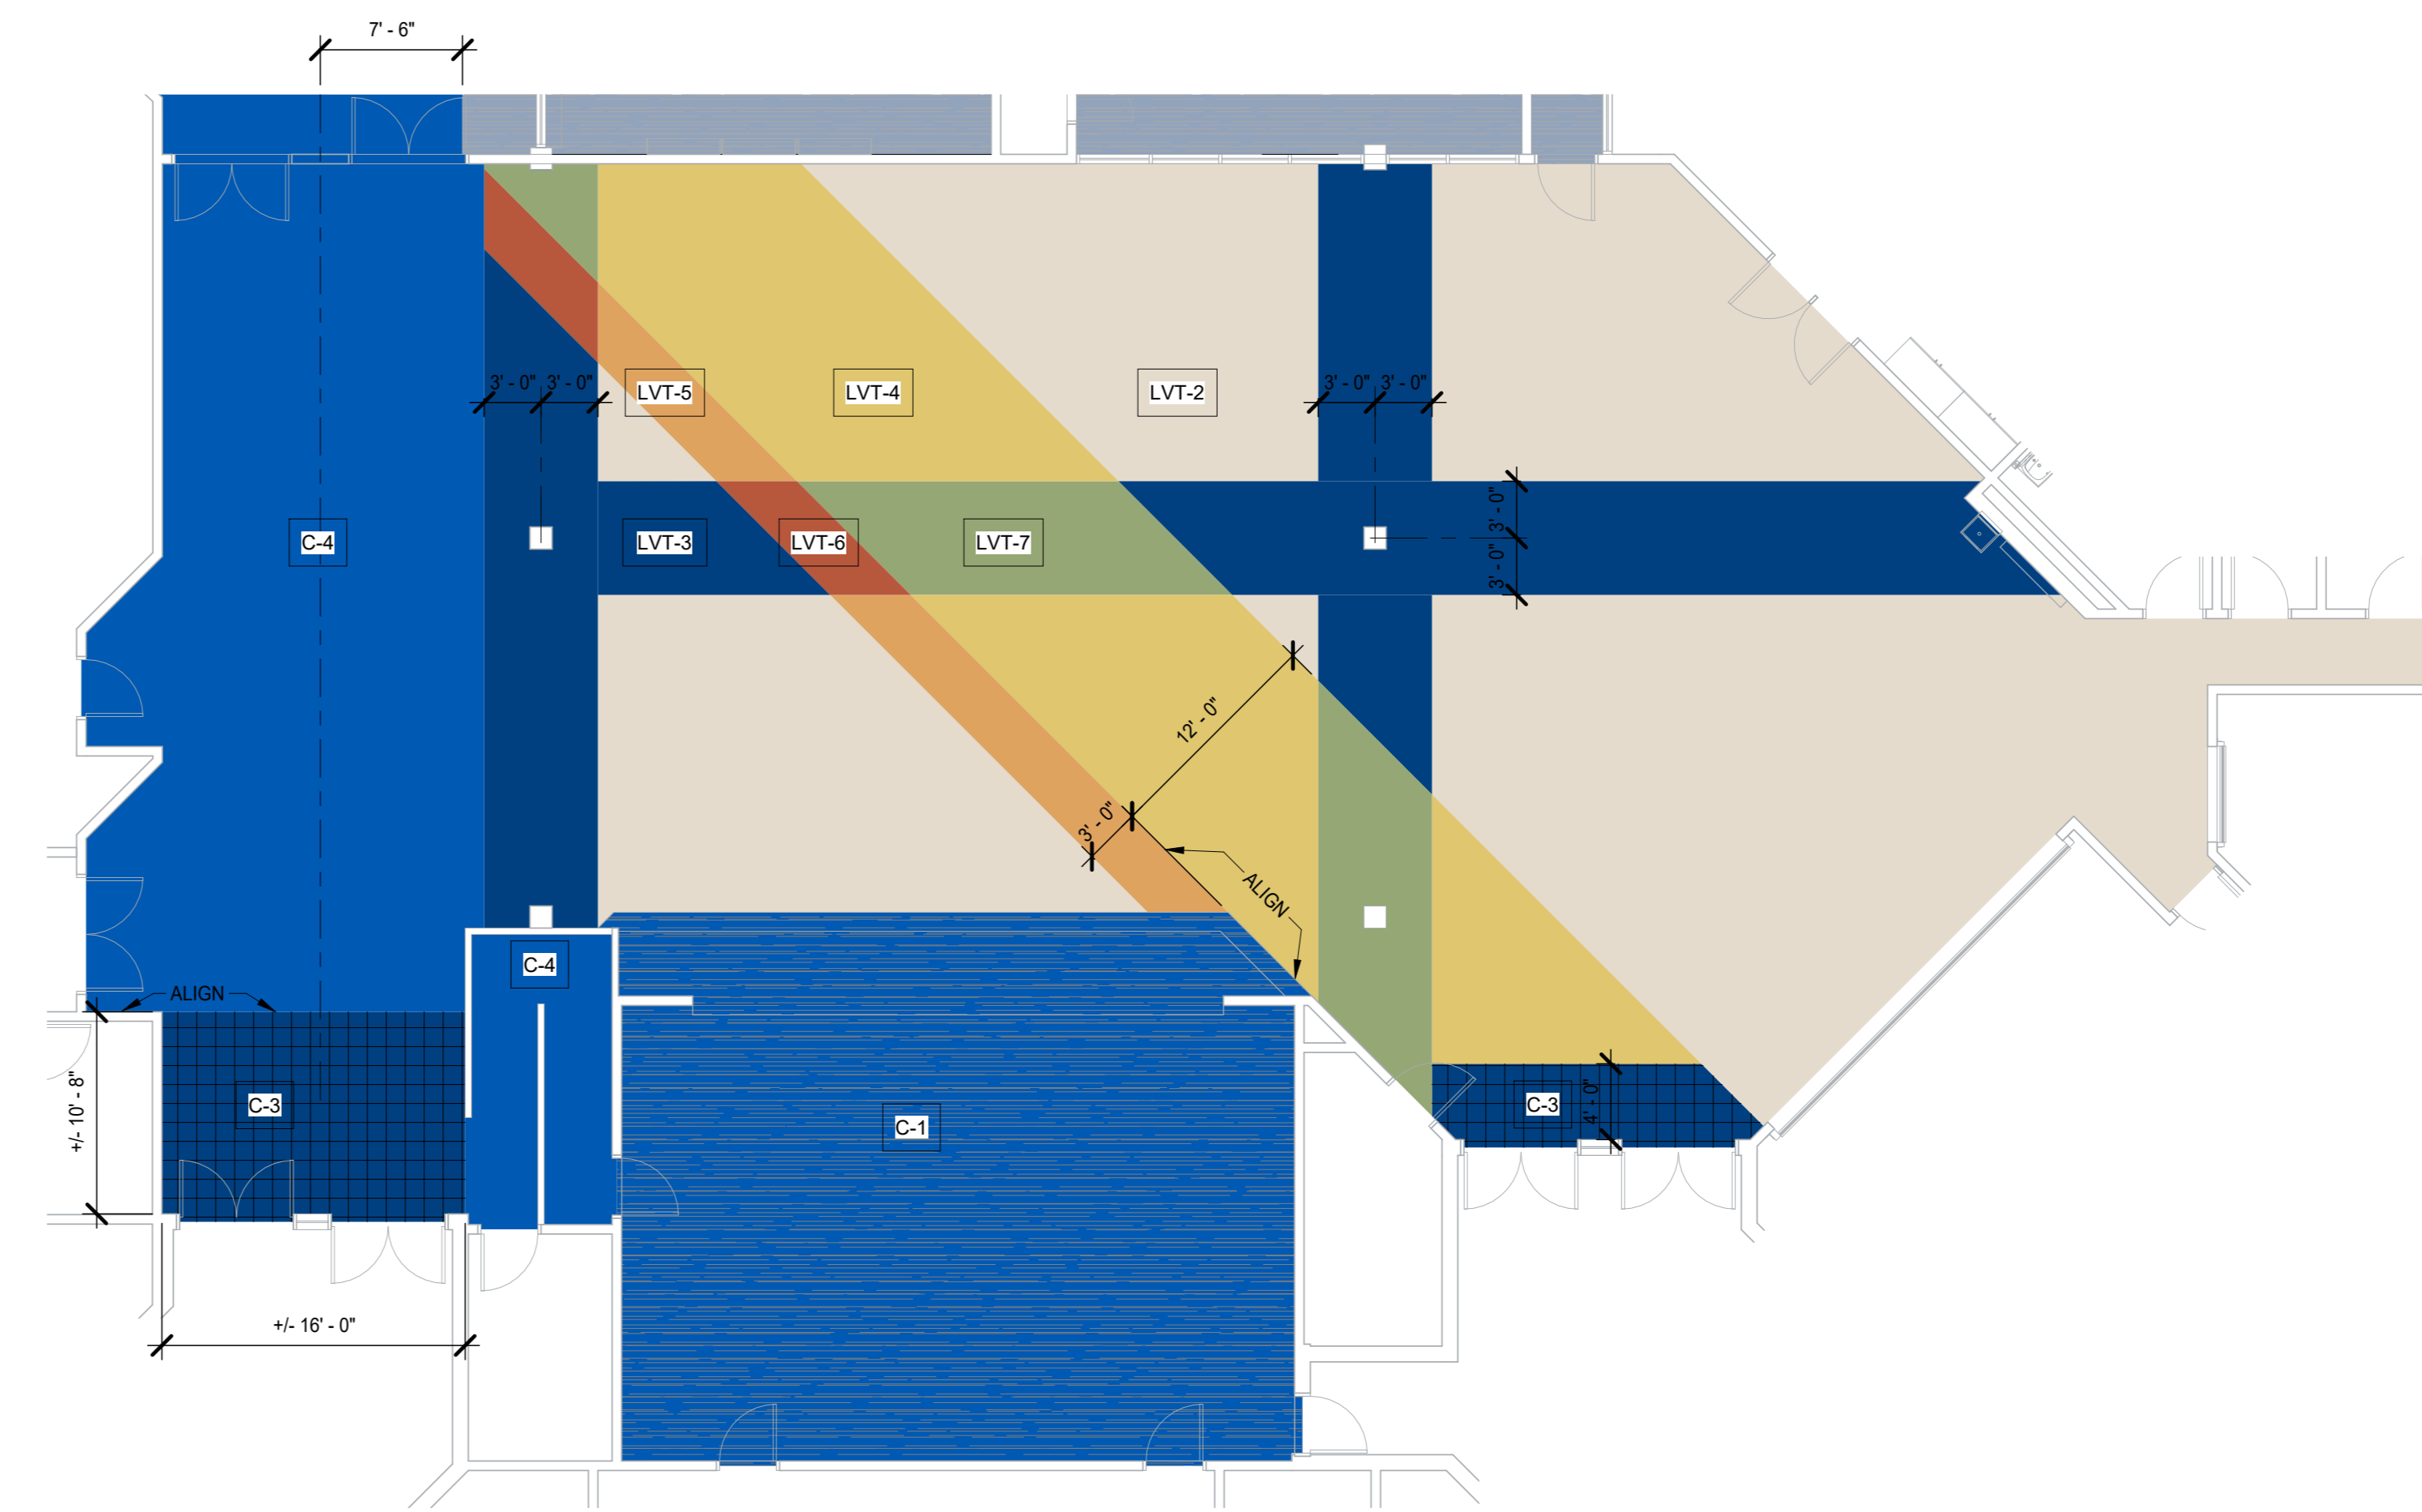 7' - 6"
3' - 0"
3' - 0"
LVT-5
LVT-4
LVT-2
3' - 0"
3' - 0"
3' - 0"
3' - 0"
C-4
LVT-3
LVT-6
LVT-7
12' - 0"
3' - 0"
ALIGN
C-4
ALIGN
+/- 10' - 8"
C-3
C-1
C-3
4' - 0"
+/- 16' - 0"